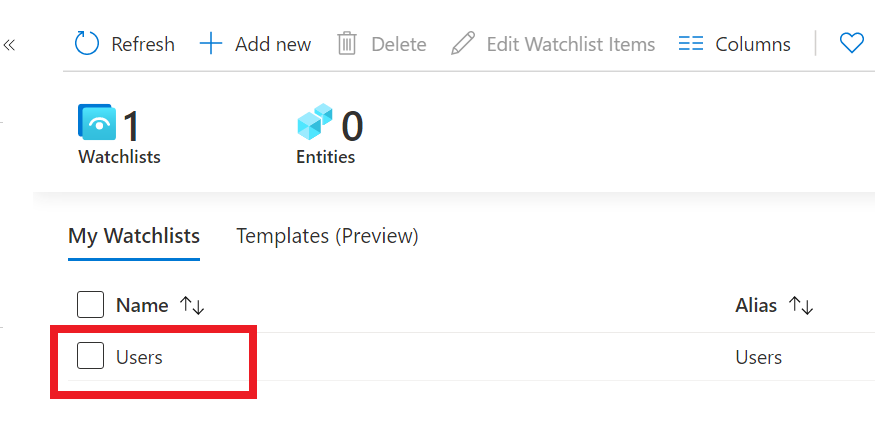 Refresh Add new Delete Edit Watchlist Items Columns
1 0
Watchlists Entities
My Watchlists Templates (Preview)
Name Alias
Users Users